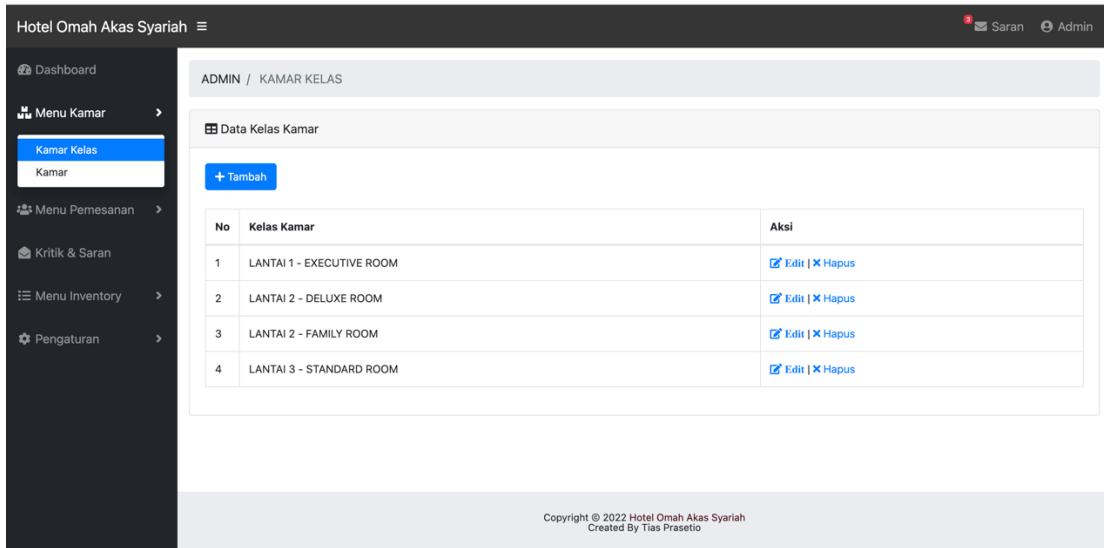 Hotel Omah Akas Syariah
3 Saran Admin
Dashboard
Menu Kamar
Kamar Kelas
Kamar
Menu Pemesanan
Kritik & Saran
Menu Inventory
Pengaturan
ADMIN / KAMAR KELAS
Data Kelas Kamar
+ Tambah
No Kelas Kamar Aksi
1 LANTAI 1 - EXECUTIVE ROOM Edit | Hapus
2 LANTAI 2 - DELUXE ROOM Edit | Hapus
3 LANTAI 2 - FAMILY ROOM Edit | Hapus
4 LANTAI 3 - STANDARD ROOM Edit | Hapus
Copyright © 2022 Hotel Omah Akas Syariah
Created By Tias Prasetio